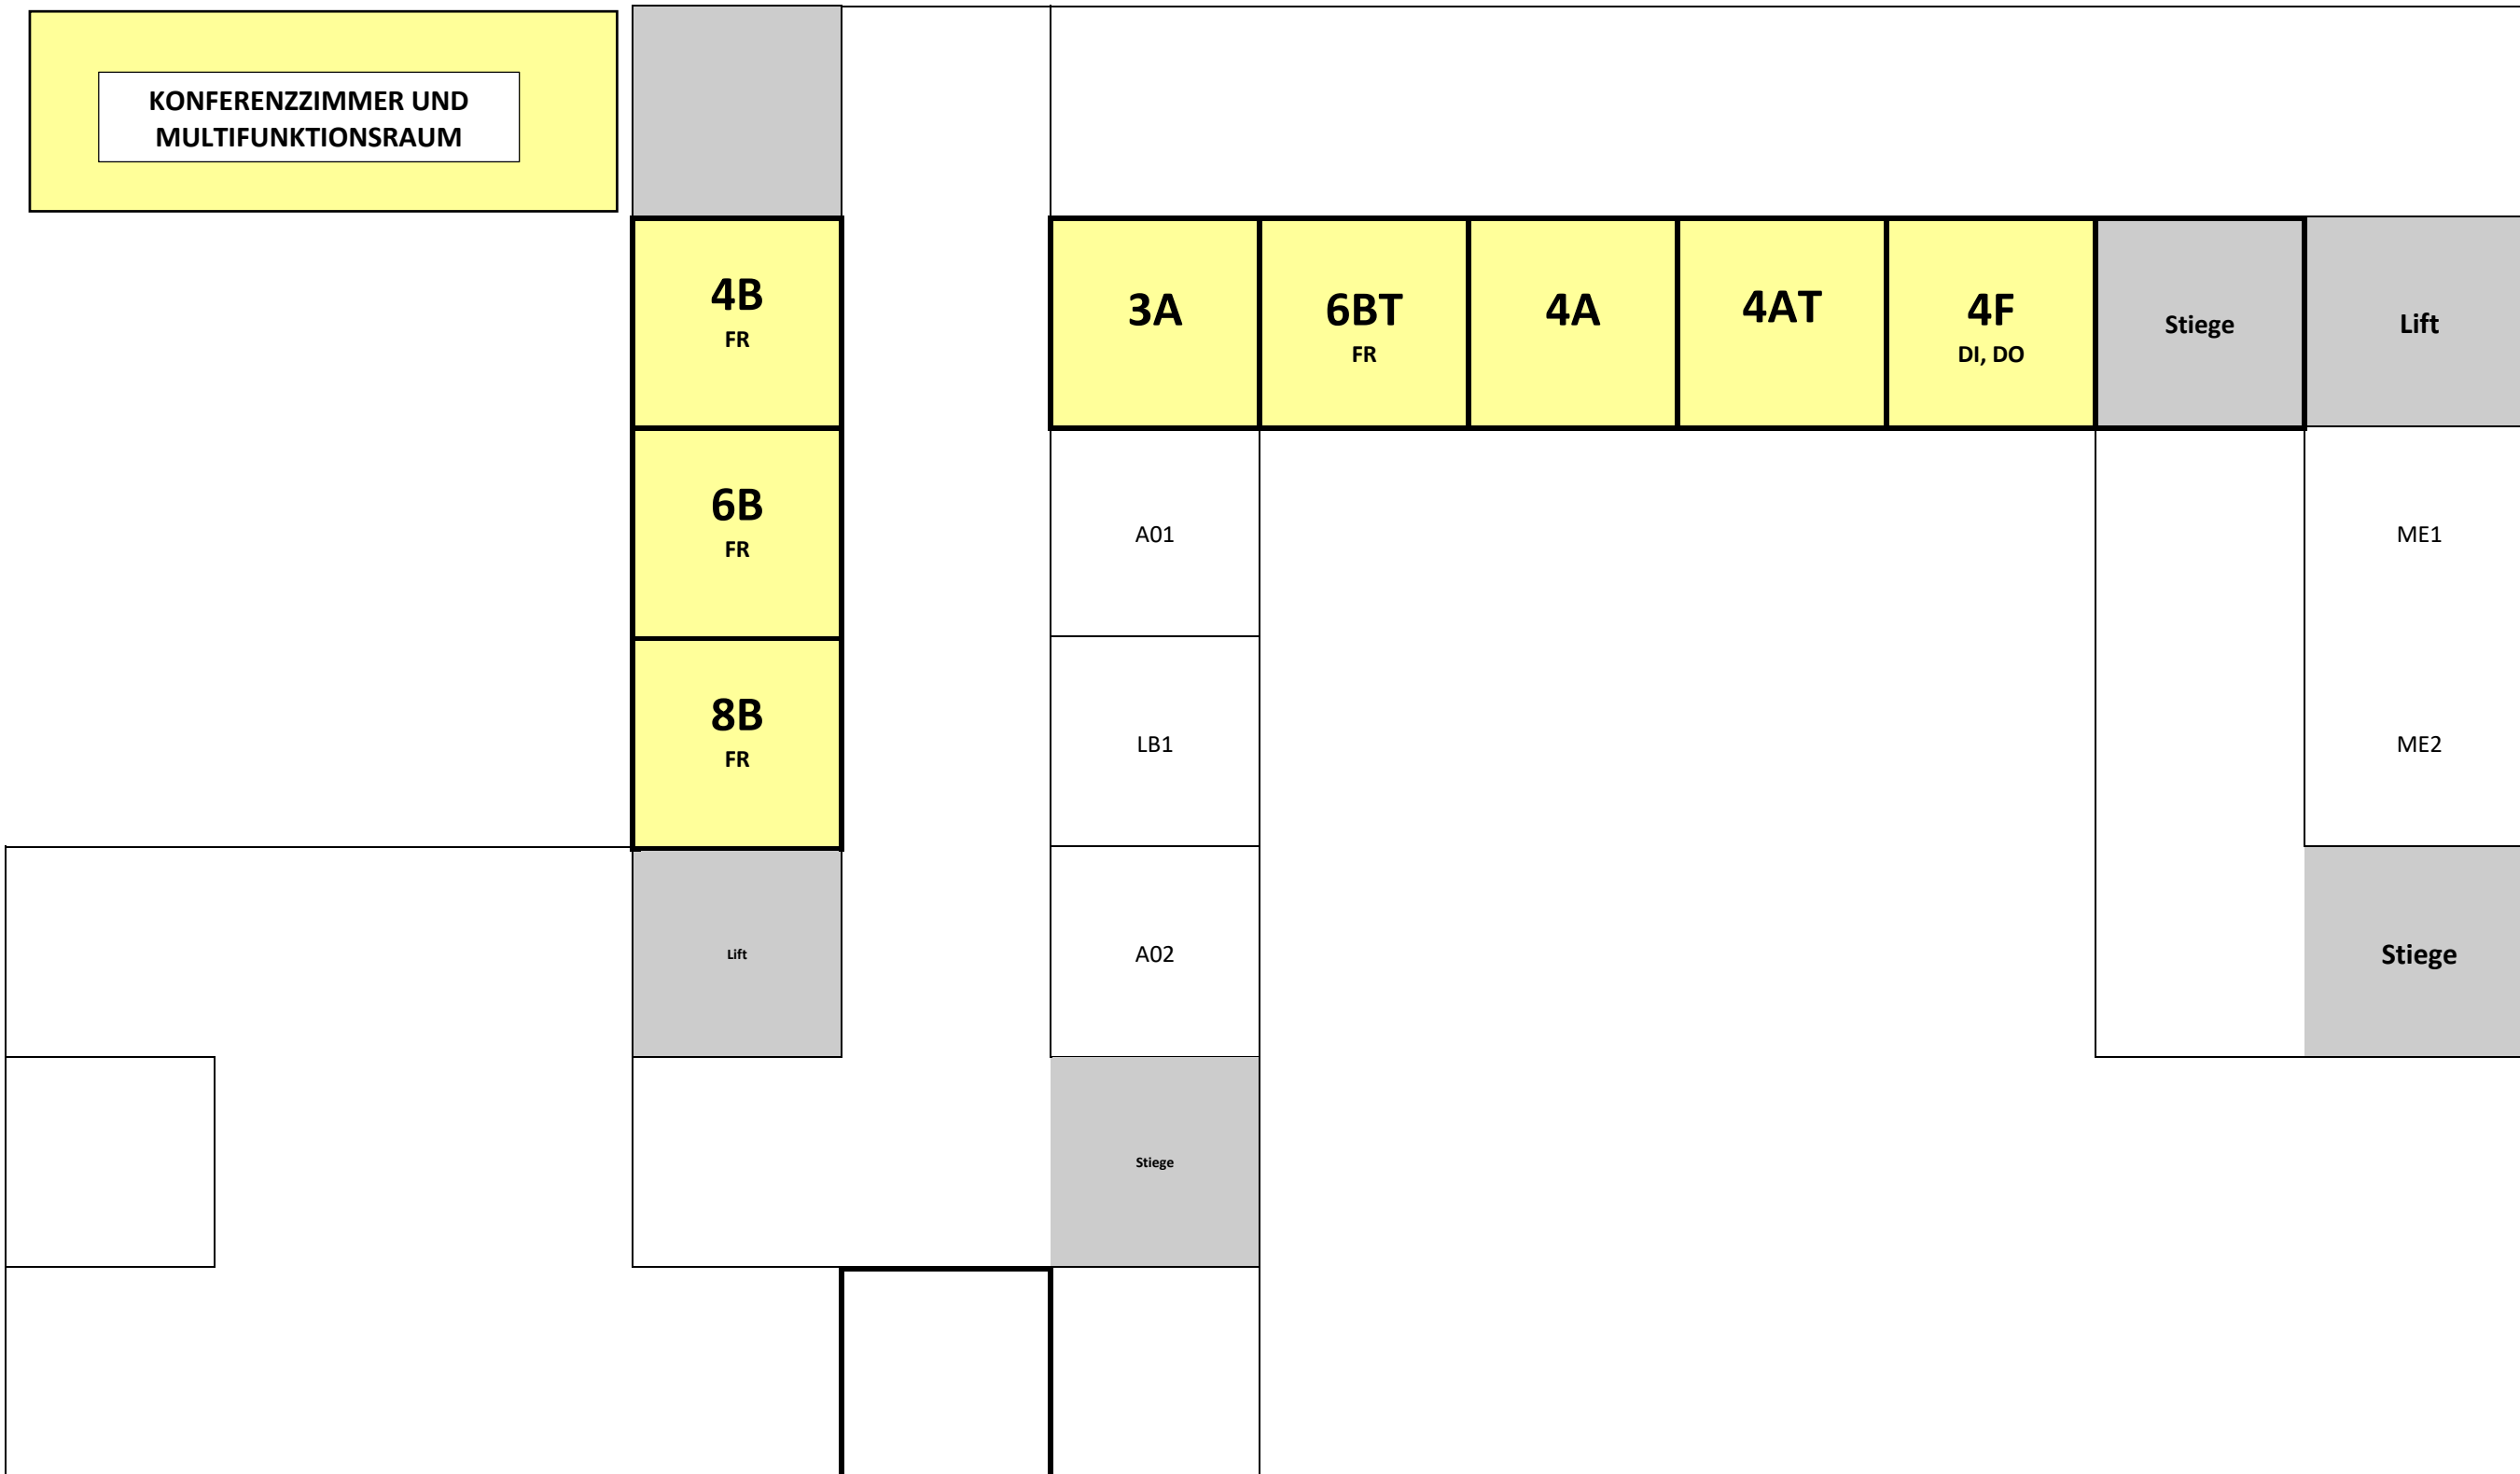 KONFERENZZIMMER UND
MULTIFUNKTIONSRAUM
4B
FR
3A
6BT
FR
4A
4AT
4F
DI, DO
Stiege
Lift
6B
FR
A01
ME1
8B
FR
LB1
ME2
Lift
A02
Stiege
Stiege